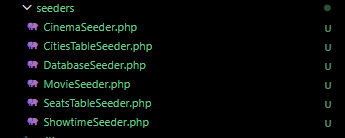 seeders
CinemaSeeder.php U
CitiesTableSeeder.php U
DatabaseSeeder.php U
MovieSeeder.php U
SeatsTableSeeder.php U
ShowtimeSeeder.php U